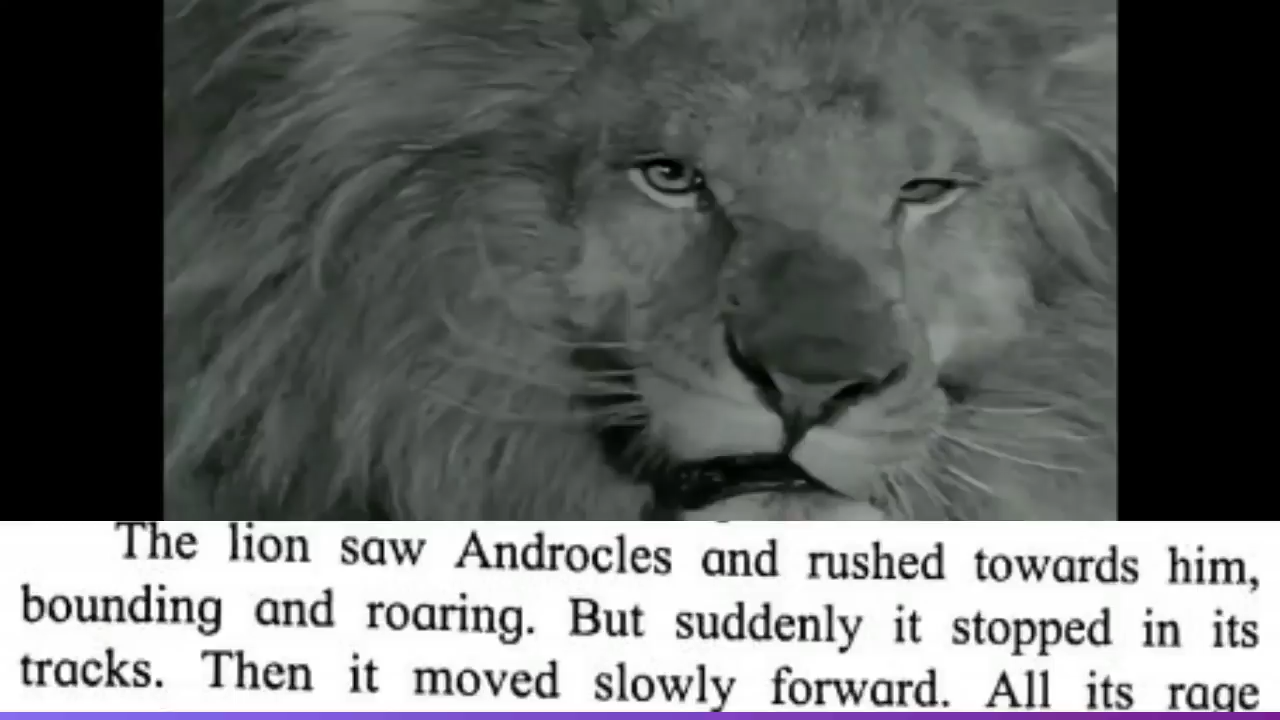 The lion saw Androcles and rushed towards him,
bounding and roaring. But suddenly it stopped in its
tracks. Then it moved slowly forward. All its rage